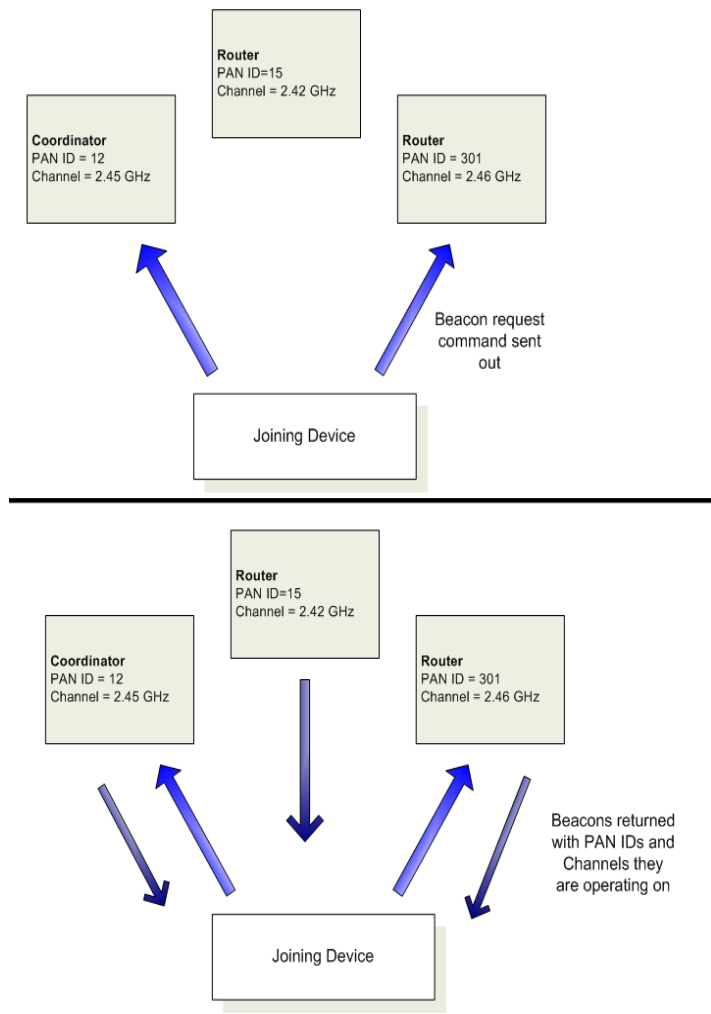 Router
PAN ID=15
Channel = 2.42 GHz
Coordinator
PAN ID = 12
Channel = 2.45 GHz
Router
PAN ID = 301
Channel = 2.46 GHz
Beacon request
command sent
out
Joining Device
Router
PAN ID=15
Channel = 2.42 GHz
Coordinator
PAN ID = 12
Channel = 2.45 GHz
Router
PAN ID = 301
Channel = 2.46 GHz
Beacons returned
with PAN IDs and
Channels they
are operating on
Joining Device